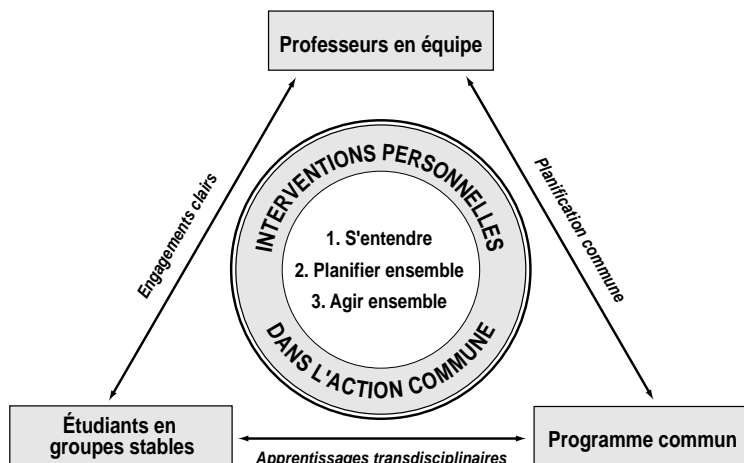 Professeurs en équipe
Engagements clairs
Planification commune
INTERVENTIONS PERSONNELLES
1. S'entendre
2. Planifier ensemble
3. Agir ensemble
DANS L'ACTION COMMUNE
Étudiants en
groupes stables
Apprentissages transdisciplinaires
Programme commun